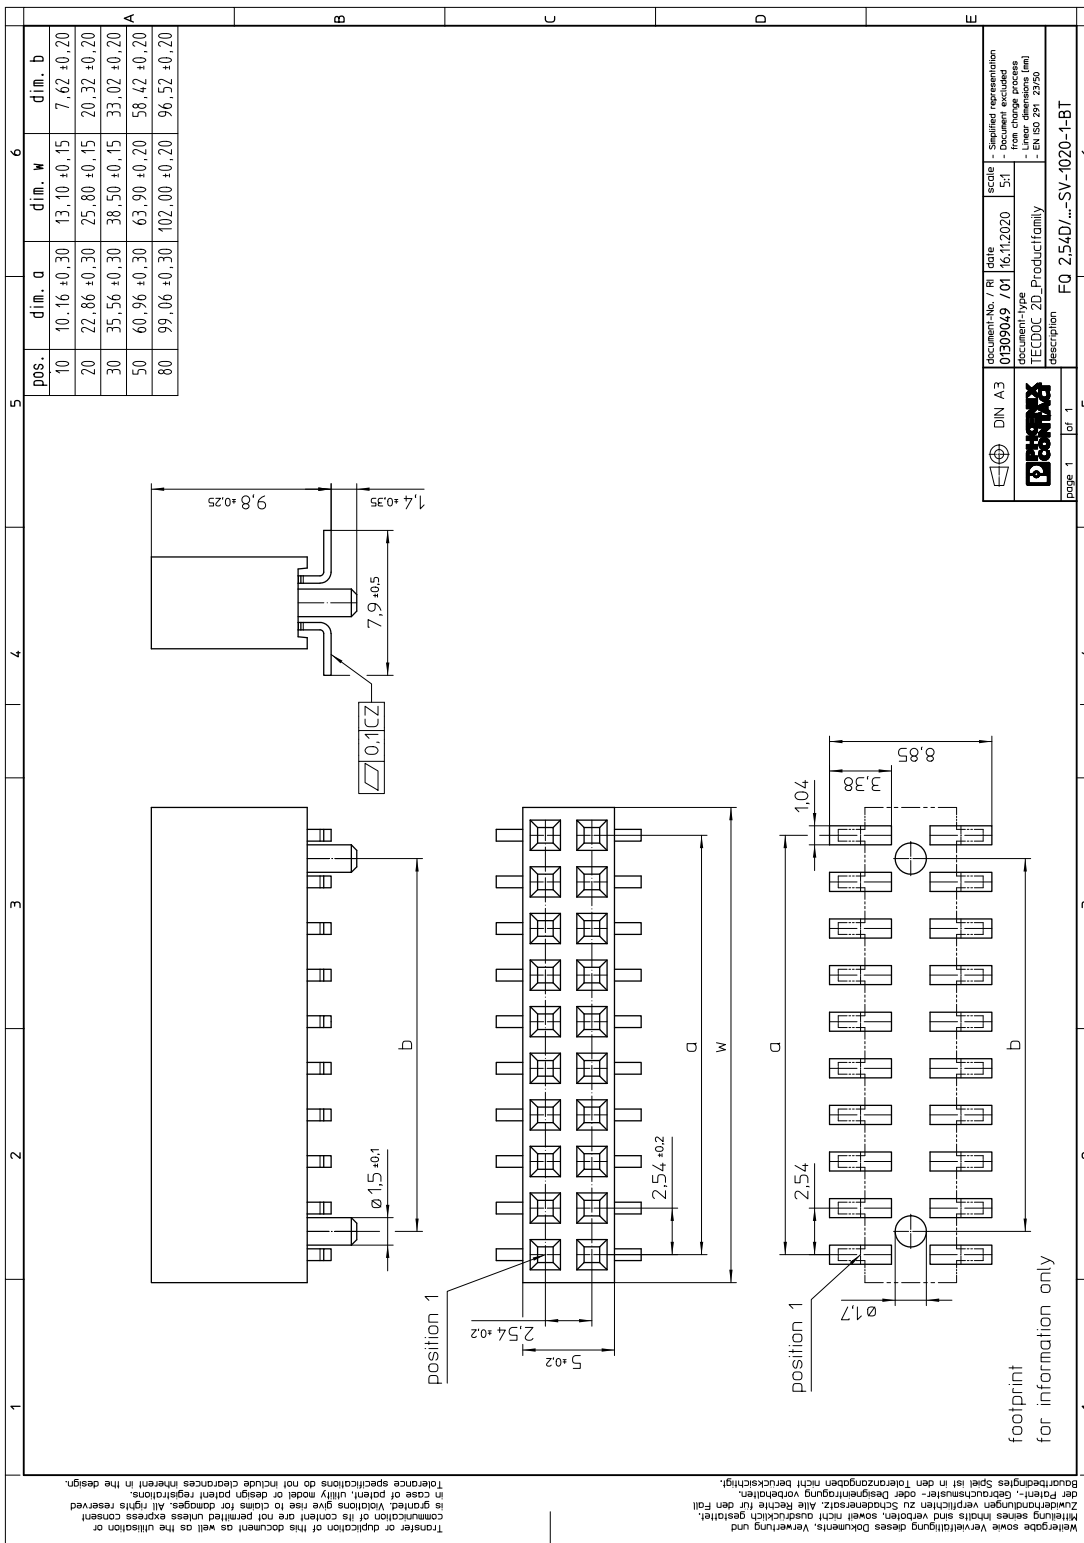 1 2 3 4 5 6
A
B
C
D
E
pos. dim. a dim. w dim. b
10 10.16 ±0,30 13,10 ±0,15 7,62 ±0,20
20 22,86 ±0,30 25,80 ±0,15 20,32 ±0,20
30 35,56 ±0,30 38,50 ±0,15 33,02 ±0,20
50 60,96 ±0,30 63,90 ±0,20 58,42 ±0,20
80 99,06 ±0,30 102,00 ±0,20 96,52 ±0,20
9,8 ±0,25
1,4 ±0,35
7,9 ±0,5
0,1 CZ
b
Ø1,5 ±0,1
position 1
2,54 ±0,2
5 ±0,2
2,54 ±0,2
a
w
position 1
a
2,54
1,04
3,38
8,85
b
Ø1,7
footprint
for information only
DIN A3
PHOENIX
CONTACT
page 1 of 1
document-No. / RI date scale
01309049 / 01 16.11.2020 5:1
document-type
TECDOC 2D_Productfamily
description
FQ 2,54D/...-SV-1020-1-BT
- Simplified representation
- Document excluded
from change process
- Linear dimensions [mm]
- EN ISO 291 23/50
Weitergabe sowie Vervielfältigung dieses Dokuments, Verwertung und
Mitteilung seines Inhalts sind verboten, soweit nicht ausdrücklich gestattet.
Zuwiderhandlungen verpflichten zu Schadenersatz. Alle Rechte für den Fall
der Patent-, Gebrauchsmuster- oder Designeintragung vorbehalten.
Bauartbedingtes Spiel ist in den Toleranzangaben nicht berücksichtigt.
Transfer or duplication of this document as well as the utilisation or
communication of its content are not permitted unless express consent
is granted. Violations give rise to claims for damages. All rights reserved
in case of patent, utility model or design patent registrations.
Tolerance specifications do not include clearances inherent in the design.